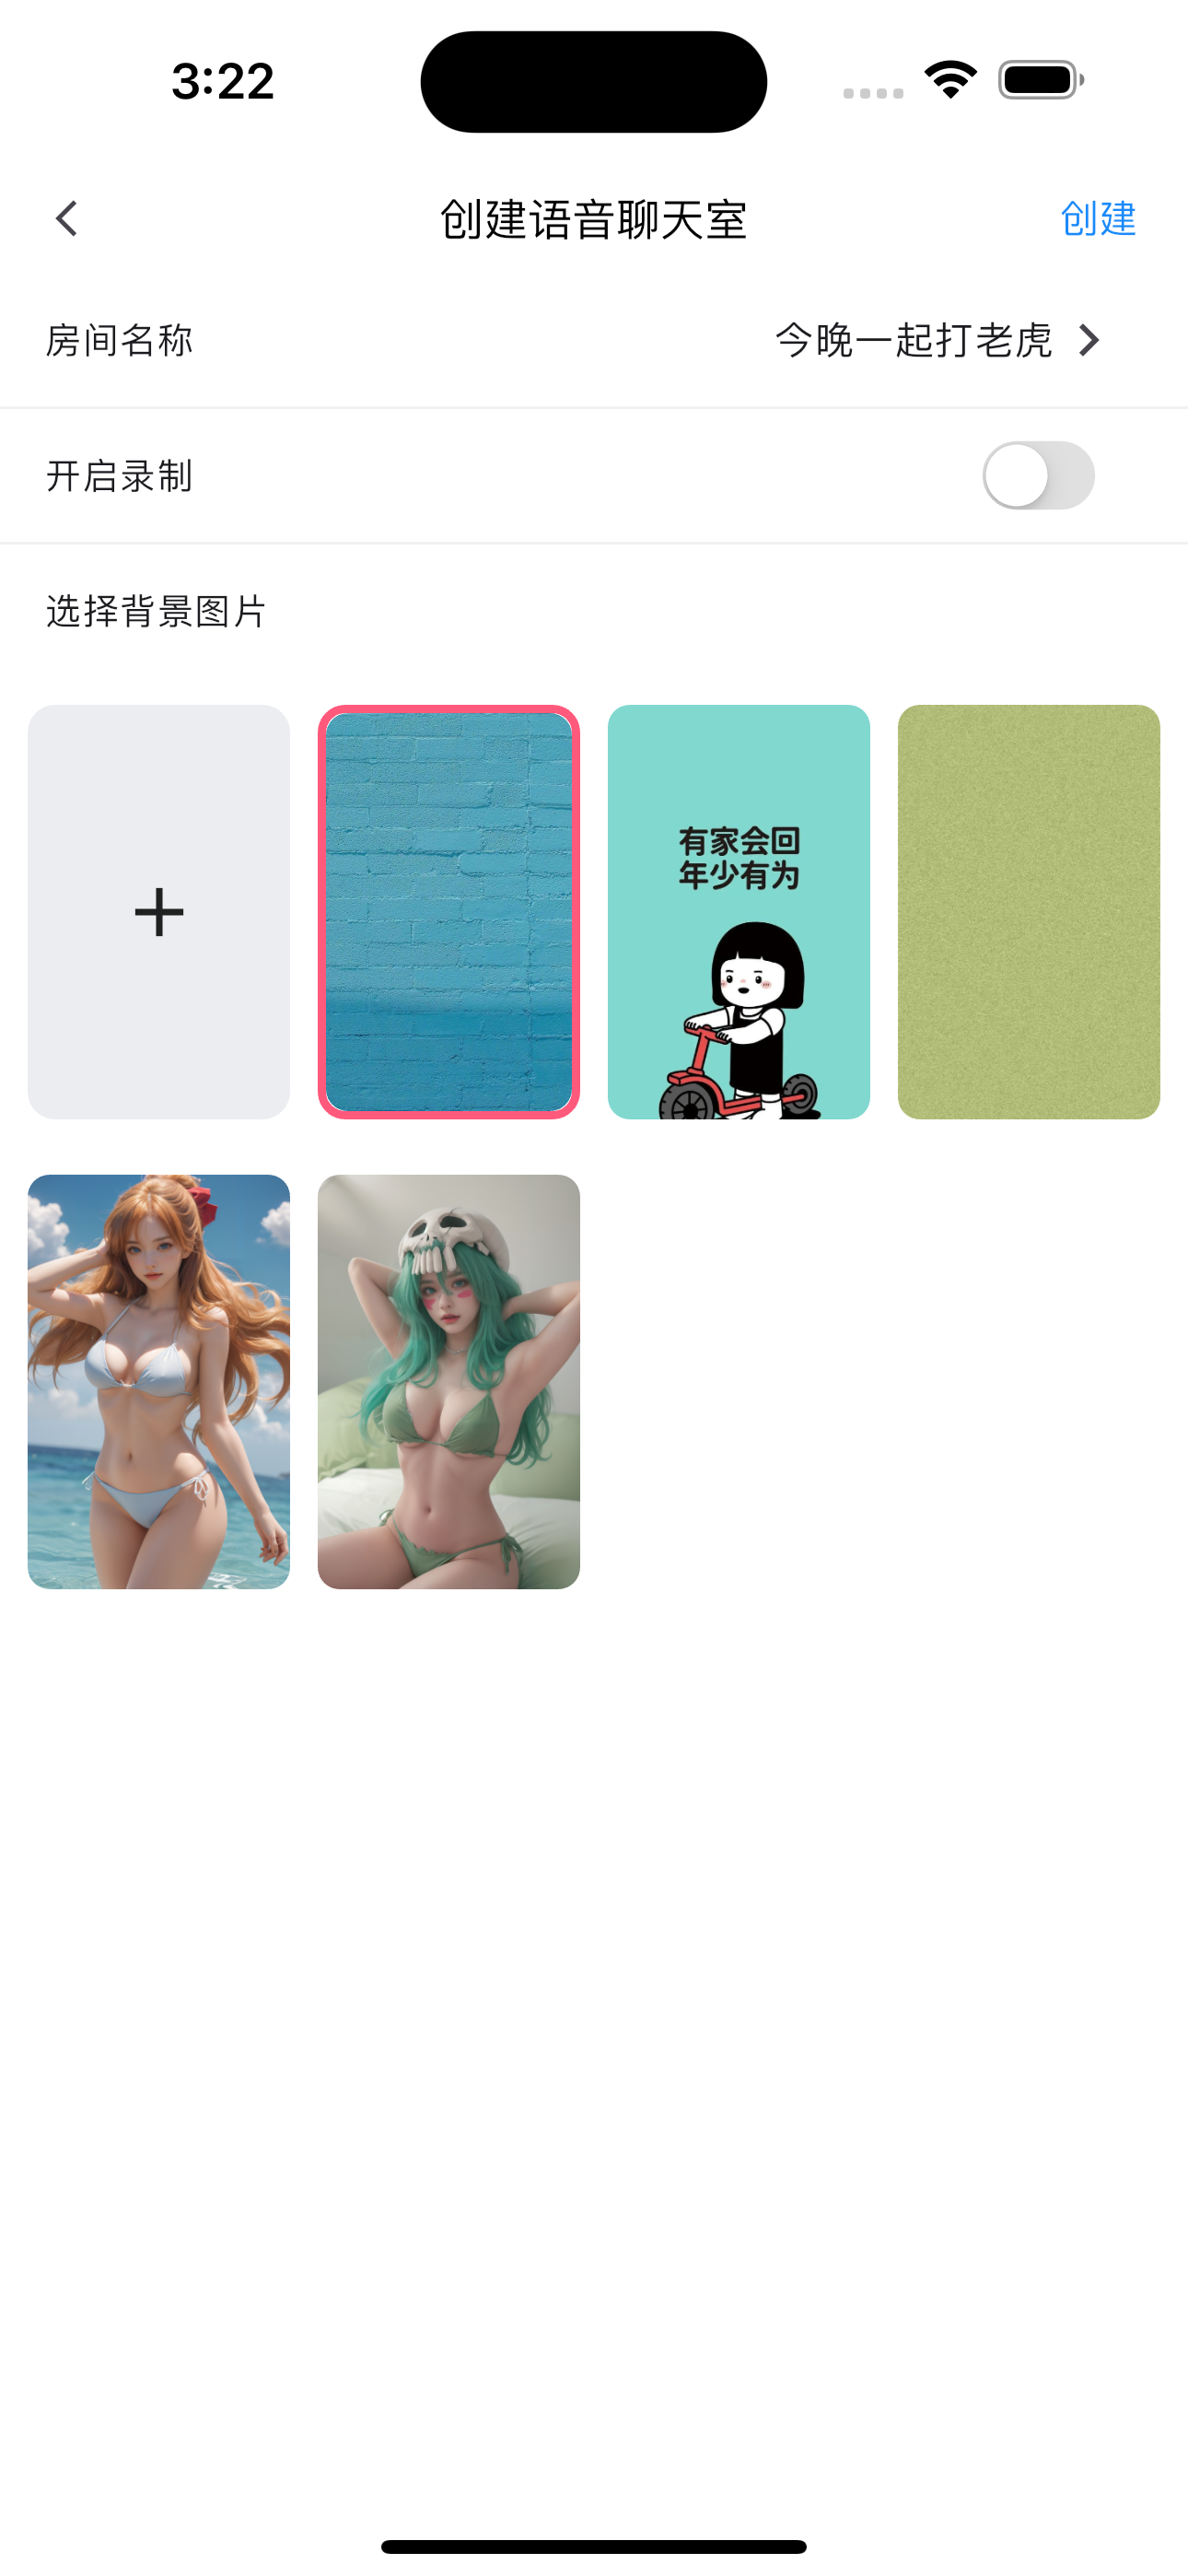 3:22
创建语音聊天室
创建
房间名称
今晚一起打老虎
开启录制
选择背景图片
有家会回
年少有为